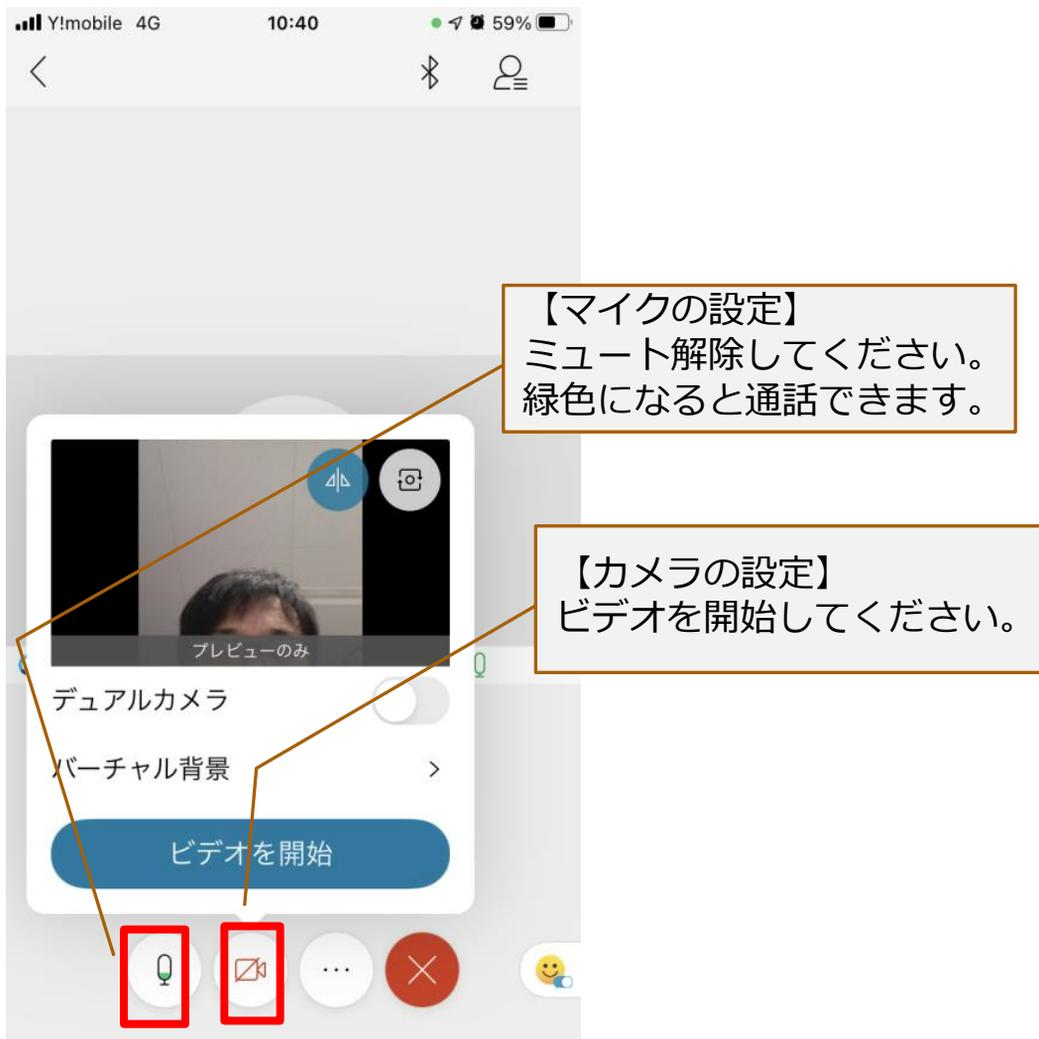 Y!mobile 4G 10:40 59%
【マイクの設定】
ミュート解除してください。
緑色になると通話できます。
プレビューのみ
【カメラの設定】
ビデオを開始してください。
デュアルカメラ
バーチャル背景
ビデオを開始